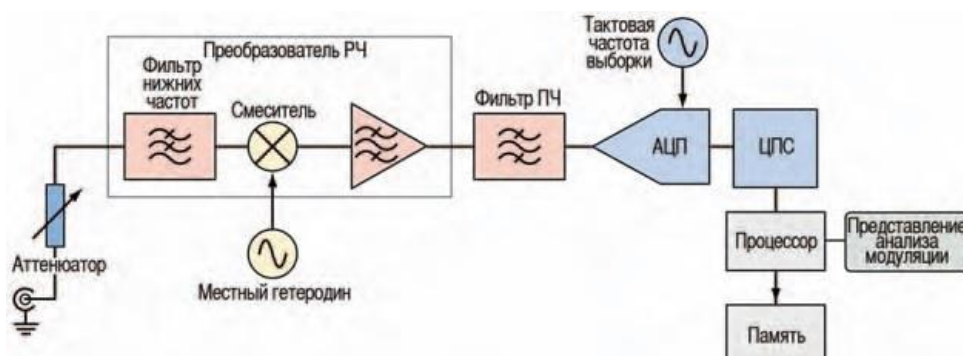 Тактовая
частота
выборки
Преобразователь РЧ
Фильтр
нижних
частот
Смеситель
Фильтр ПЧ
АЦП
ЦПС
Аттенюатор
Местный гетеродин
Процессор
Представление
анализа
модуляции
Память